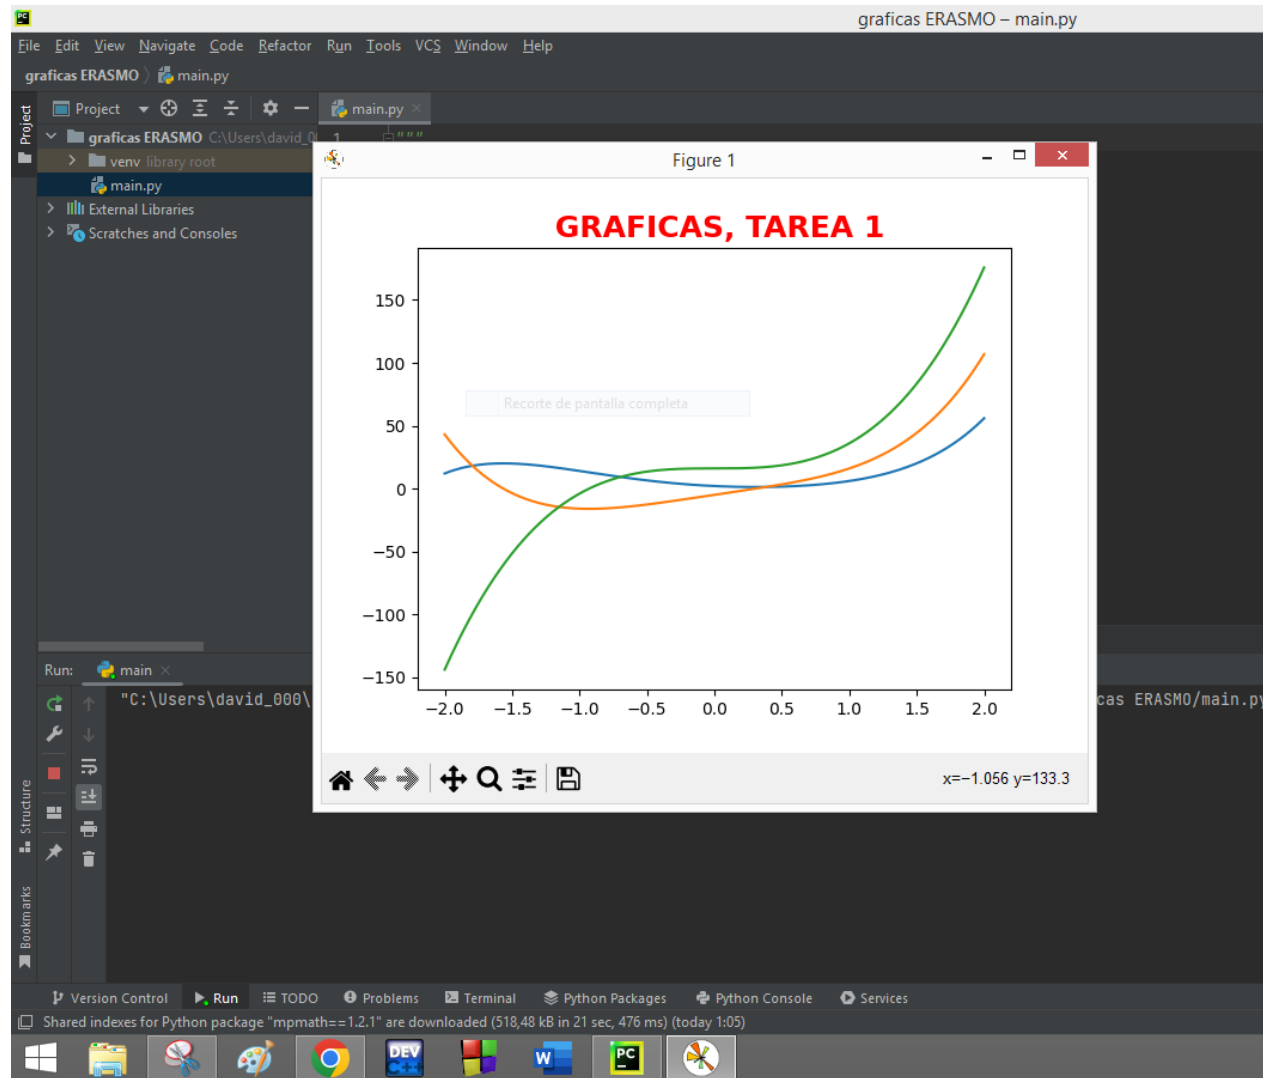 PC
graficas ERASMO – main.py
File Edit View Navigate Code Refactor Run Tools VCS Window Help
graficas ERASMO main.py
Project
Project
main.py
graficas ERASMO C:\Users\david_0
1 """
venv library root
main.py
External Libraries
Scratches and Consoles
Figure 1
GRAFICAS, TAREA 1
150
100
50
0
−50
−100
−150
Recorte de pantalla completa
−2.0 −1.5 −1.0 −0.5 0.0 0.5 1.0 1.5 2.0
x=−1.056 y=133.3
Run: main
"C:\Users\david_000\
cas ERASMO/main.py
Structure
Bookmarks
Version Control Run TODO Problems Terminal Python Packages Python Console Services
Shared indexes for Python package "mpmath==1.2.1" are downloaded (518,48 kB in 21 sec, 476 ms) (today 1:05)
DEV C++ W PC